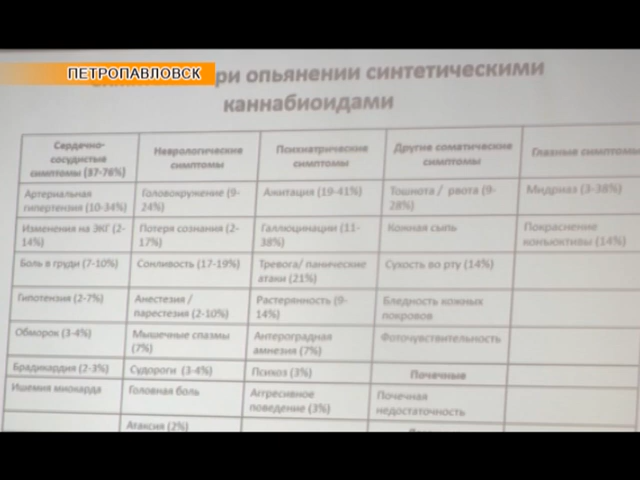 ПЕТРОПАВЛОВСК
при опьянении синтетическими
каннабиоидами
Сердечно-
сосудистые
симптомы (37-76%)
Неврологические
симптомы
Психиатрические
симптомы
Другие соматические
симптомы
Глазные симптомы
Артериальная
гипертензия (10-34%)
Головокружение (9-
24%)
Ажитация (19-41%)
Тошнота / рвота (9-
28%)
Мидриаз (3-38%)
Изменения на ЭКГ (2-
14%)
Потеря сознания (2-
17%)
Галлюцинации (11-
38%)
Кожная сыпь
Покраснение
конъюктивы (14%)
Боль в груди (7-10%)
Сонливость (17-19%)
Тревога/ панические
атаки (21%)
Сухость во рту (14%)
Гипотензия (2-7%)
Анестезия /
парестезия (2-10%)
Растерянность (9-
14%)
Бледность кожных
покровов
Обморок (3-4%)
Мышечные спазмы
(7%)
Антероградная
амнезия (7%)
Фоточувствительность
Брадикардия (2-3%)
Судороги (3-4%)
Психоз (3%)
Почечные
Ишемия миокарда
Головная боль
Агрессивное
поведение (3%)
Почечная
недостаточность
Атаксия (2%)